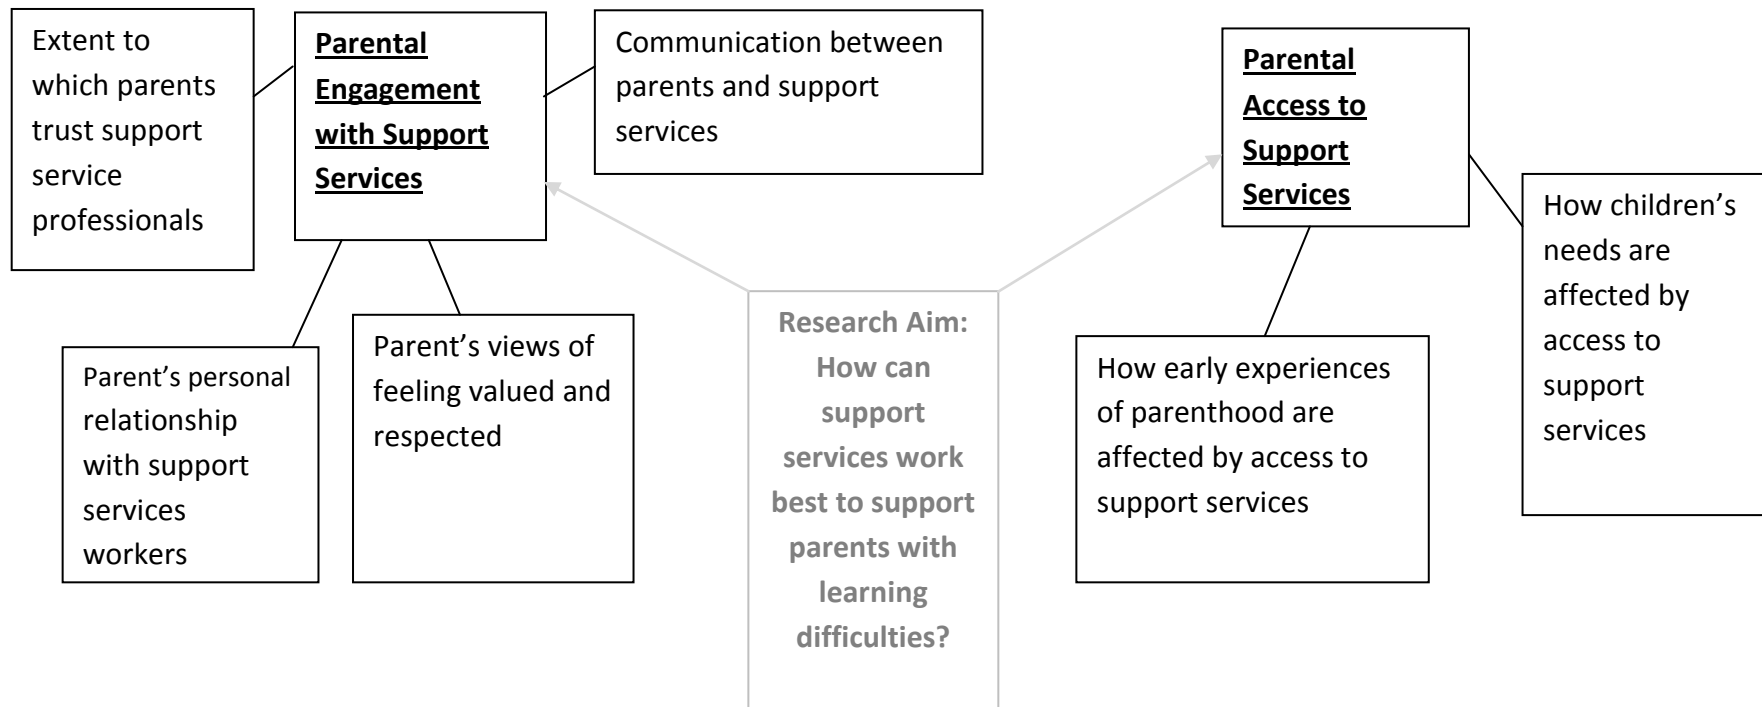 Extent to
which parents
trust support
service
professionals
Parental
Engagement
with Support
Services
Communication between
parents and support
services
Parental
Access to
Support
Services
How children’s
needs are
affected by
access to
support
services
Parent’s personal
relationship
with support
services
workers
Parent’s views of
feeling valued and
respected
Research Aim:
How can
support
services work
best to support
parents with
learning
difficulties?
How early experiences
of parenthood are
affected by access to
support services